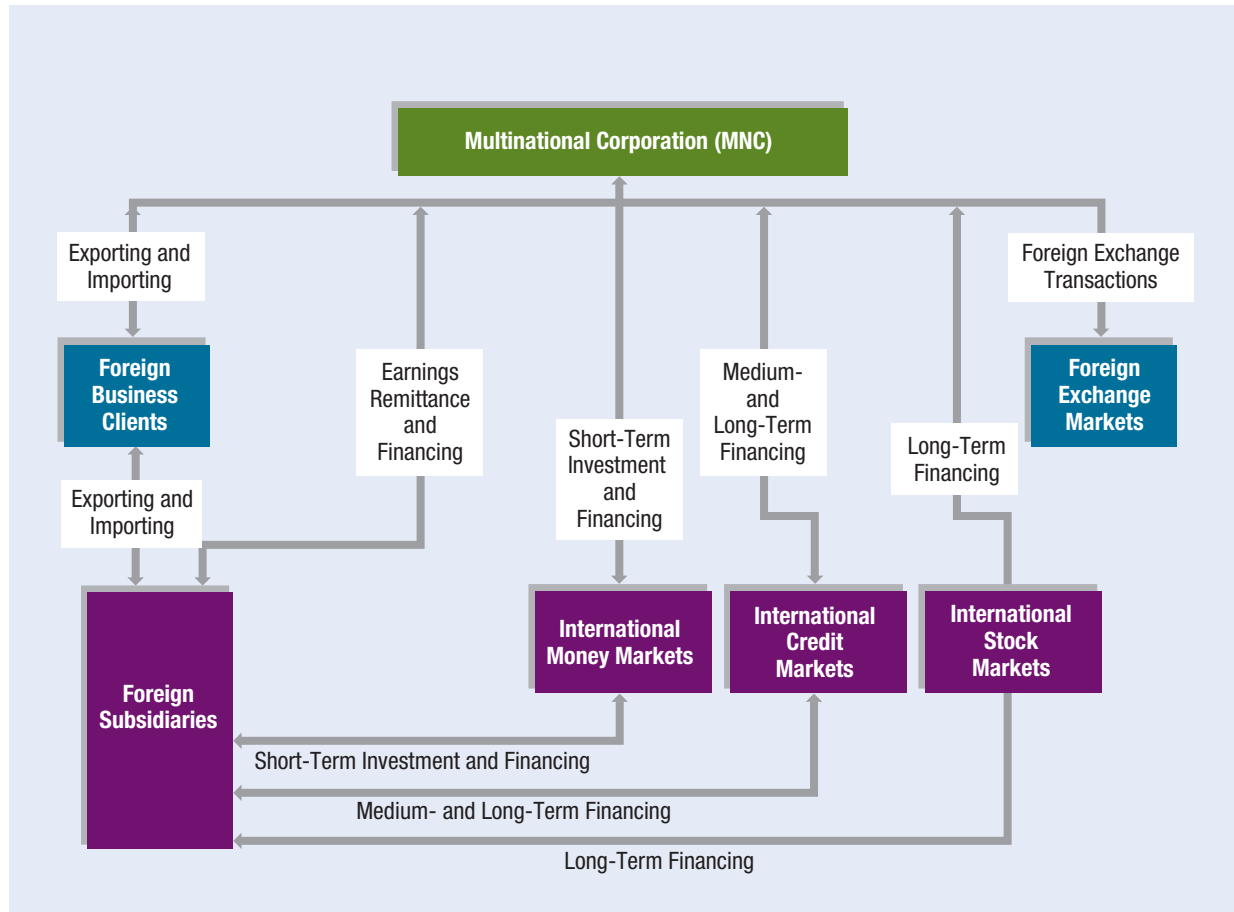 Multinational Corporation (MNC)
Exporting and
Importing
Foreign Exchange
Transactions
Foreign
Business
Clients
Earnings
Remittance
and
Financing
Medium-
and
Long-Term
Financing
Foreign
Exchange
Markets
Short-Term
Investment
and
Financing
Long-Term
Financing
Exporting and
Importing
Foreign
Subsidiaries
International
Money Markets
International
Credit
Markets
International
Stock
Markets
Short-Term Investment and Financing
Medium- and Long-Term Financing
Long-Term Financing